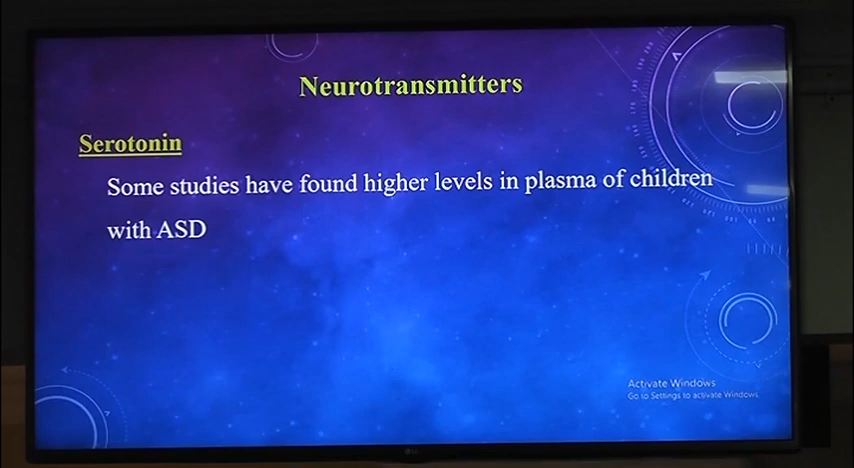 Neurotransmitters
Serotonin
Some studies have found higher levels in plasma of children
with ASD
Activate Windows
Go to Settings to activate Windows.